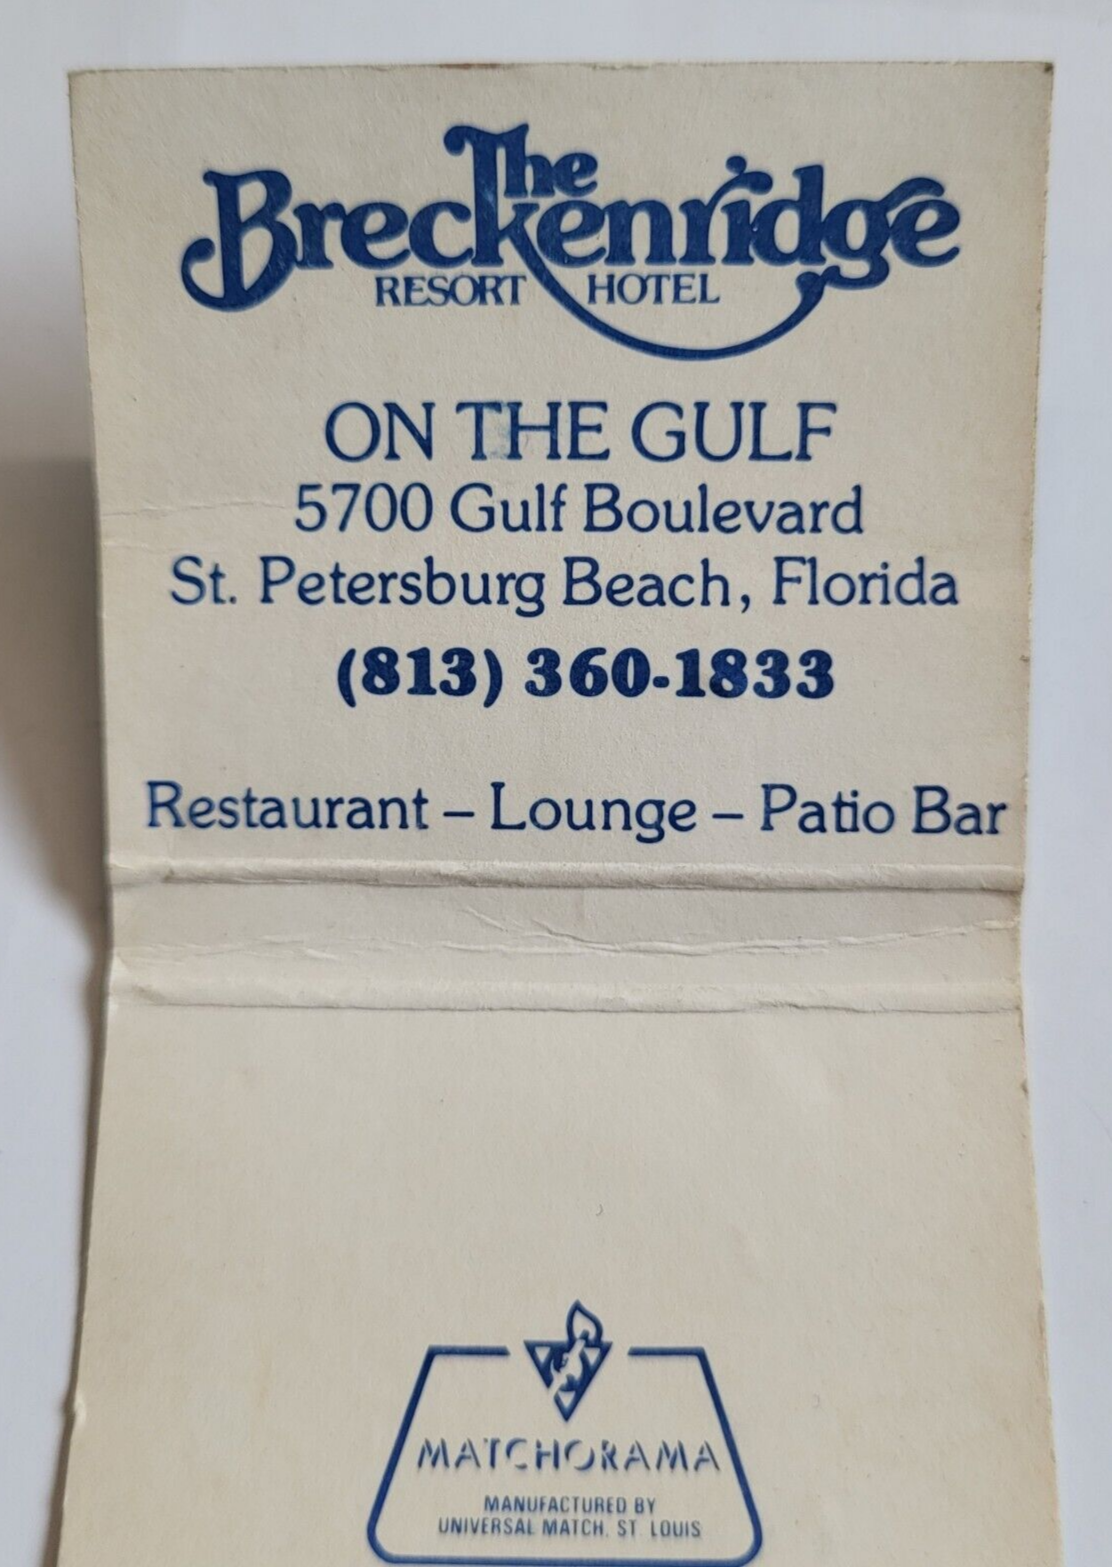 The
Breckenridge
RESORT HOTEL
ON THE GULF
5700 Gulf Boulevard
St. Petersburg Beach, Florida
(813) 360-1833
Restaurant – Lounge – Patio Bar
MATCHORAMA
MANUFACTURED BY
UNIVERSAL MATCH, ST. LOUIS